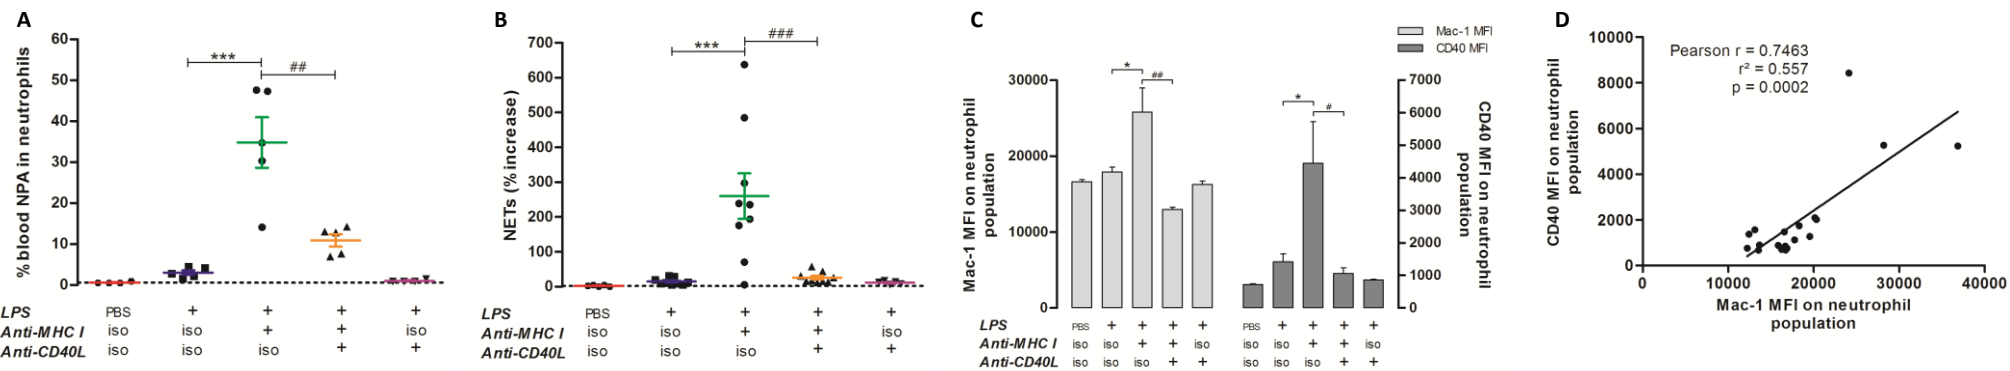 A
% blood NPA in neutrophils
60
50
40
30
20
10
0
***
##
LPS PBS + + + +
Anti-MHC I iso iso + + iso
Anti-CD40L iso iso iso + +
B
NETs (% increase)
700
600
500
400
300
200
100
0
***
###
LPS PBS + + + +
Anti-MHC I iso iso + + iso
Anti-CD40L iso iso iso + +
C
Mac-1 MFI
CD40 MFI
Mac-1 MFI on neutrophil
population
30000
20000
10000
0
*
##
*
#
7000
6000
5000
4000
3000
2000
1000
0
CD40 MFI on neutrophil
population
LPS PBS + + + + PBS + + + +
Anti-MHC I iso iso + + iso iso iso + + iso
Anti-CD40L iso iso iso + + iso iso iso + +
D
CD40 MFI on neutrophil
population
10000
8000
6000
4000
2000
0
Pearson r = 0.7463
r² = 0.557
p = 0.0002
0 10000 20000 30000 40000
Mac-1 MFI on neutrophil
population